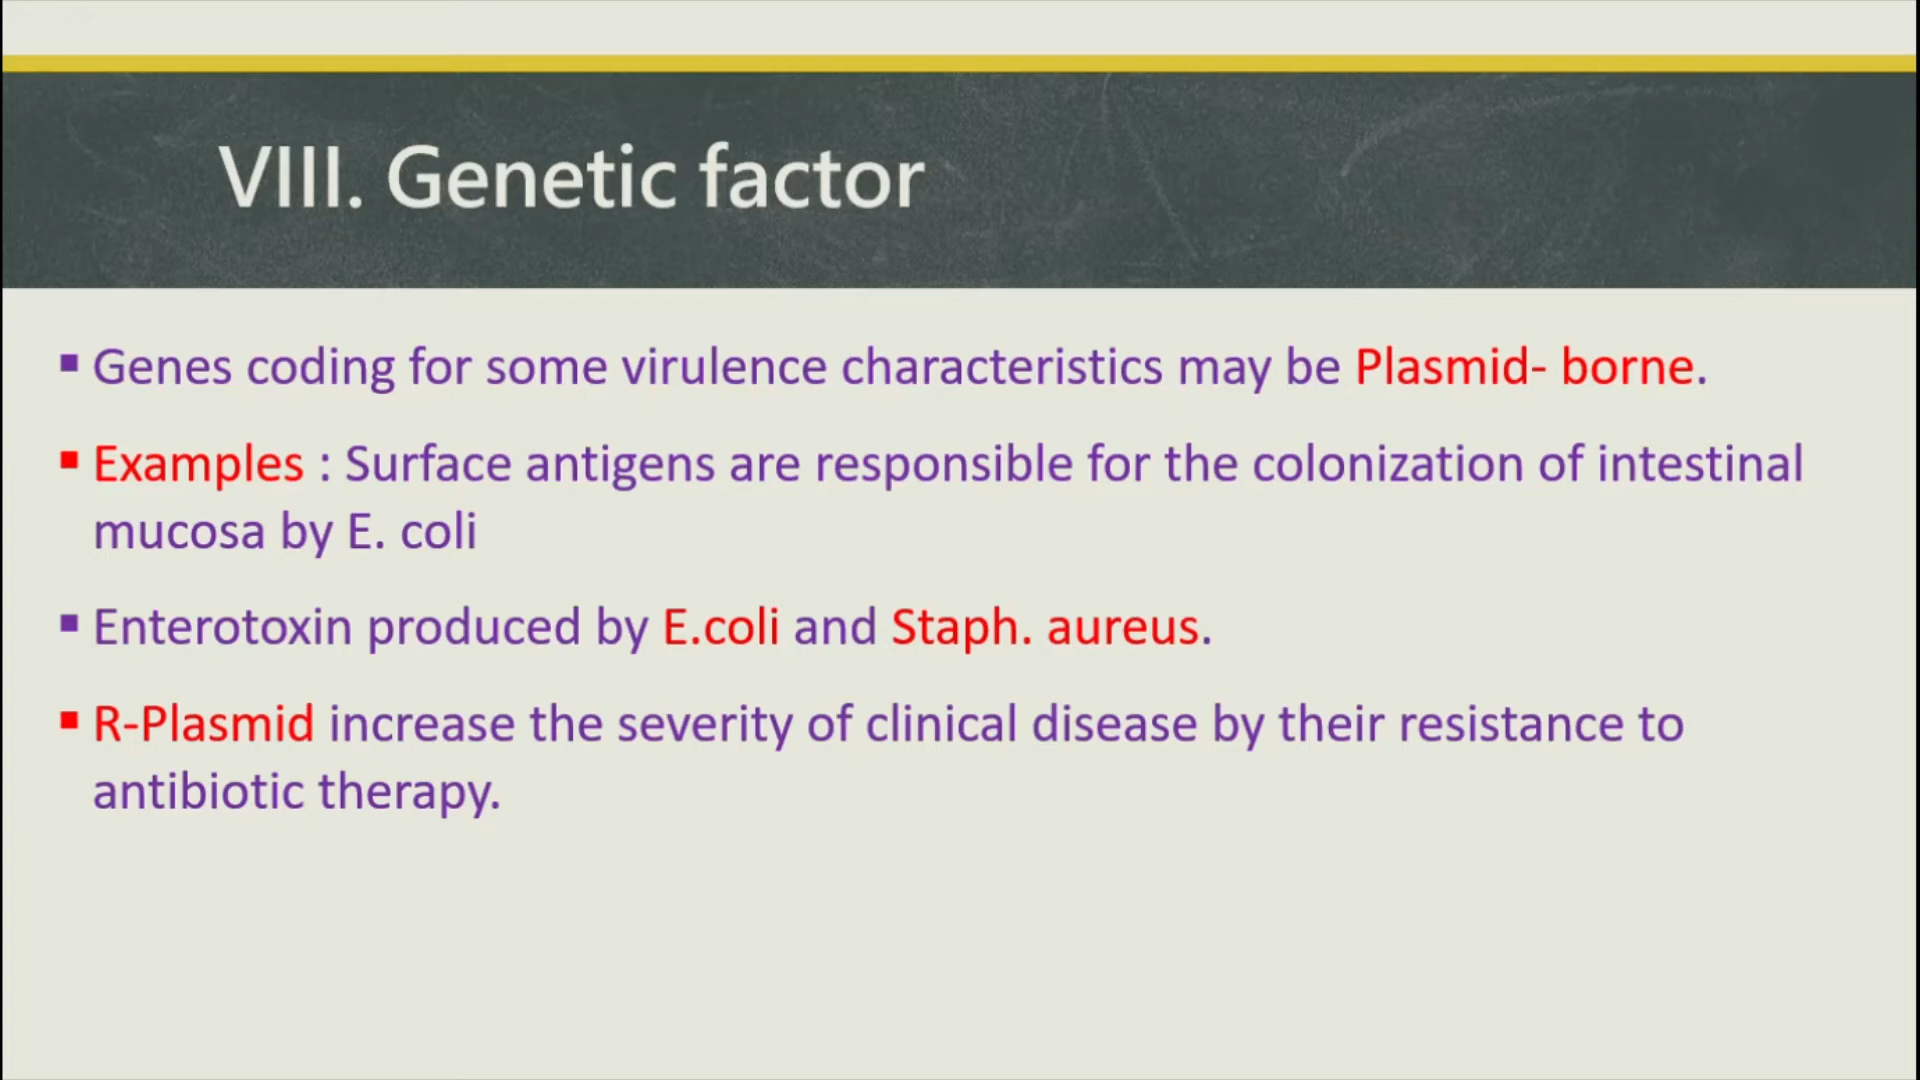 VIII. Genetic factor
▪ Genes coding for some virulence characteristics may be Plasmid- borne.
▪ Examples : Surface antigens are responsible for the colonization of intestinal
mucosa by E. coli
▪ Enterotoxin produced by E.coli and Staph. aureus.
▪ R-Plasmid increase the severity of clinical disease by their resistance to
antibiotic therapy.